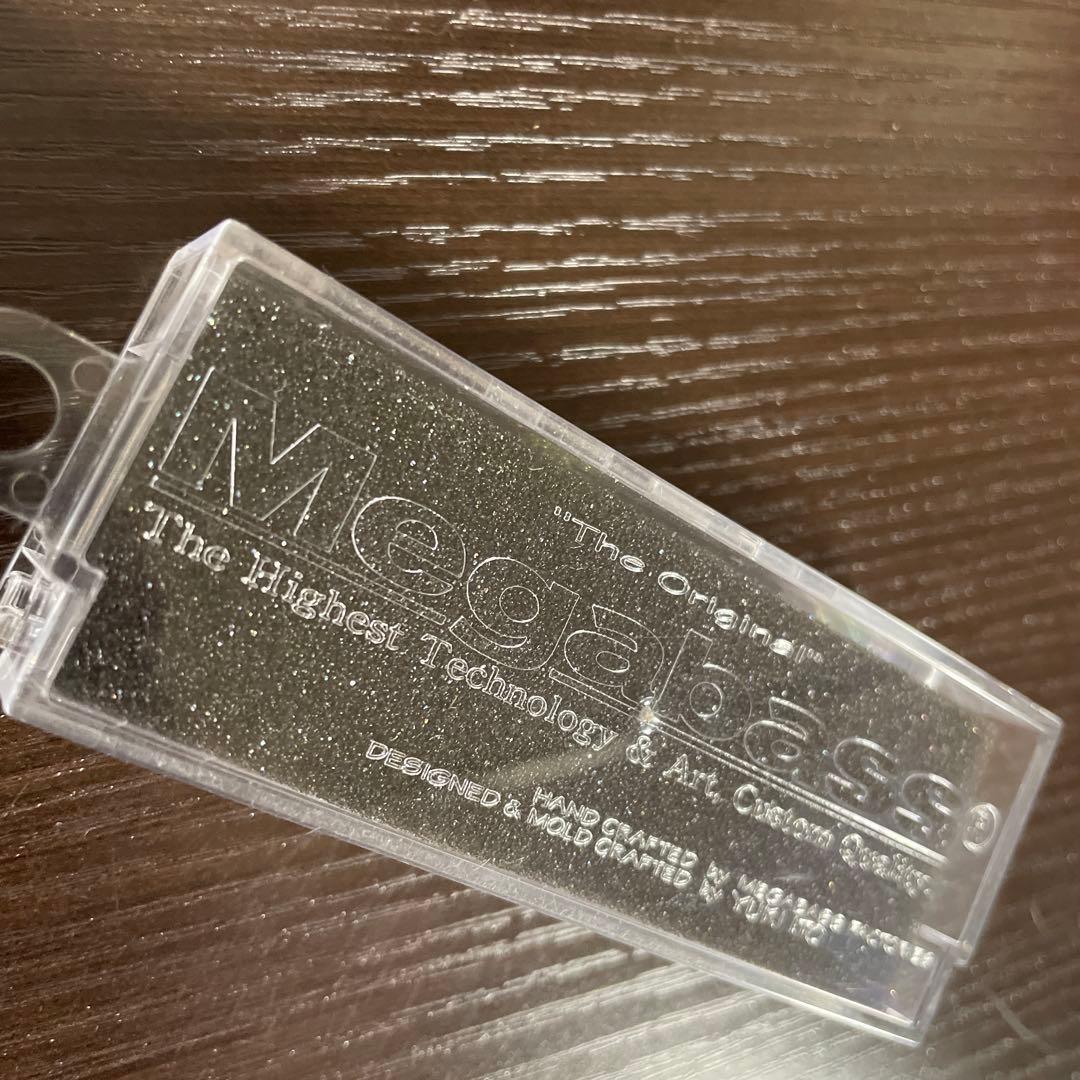 "The Original"
Megabass®
The Highest Technology & Art, Custom Quality.
HAND CRAFTED BY MEGABASS
DESIGNED & MOLD CRAFTED BY YUKI ITO